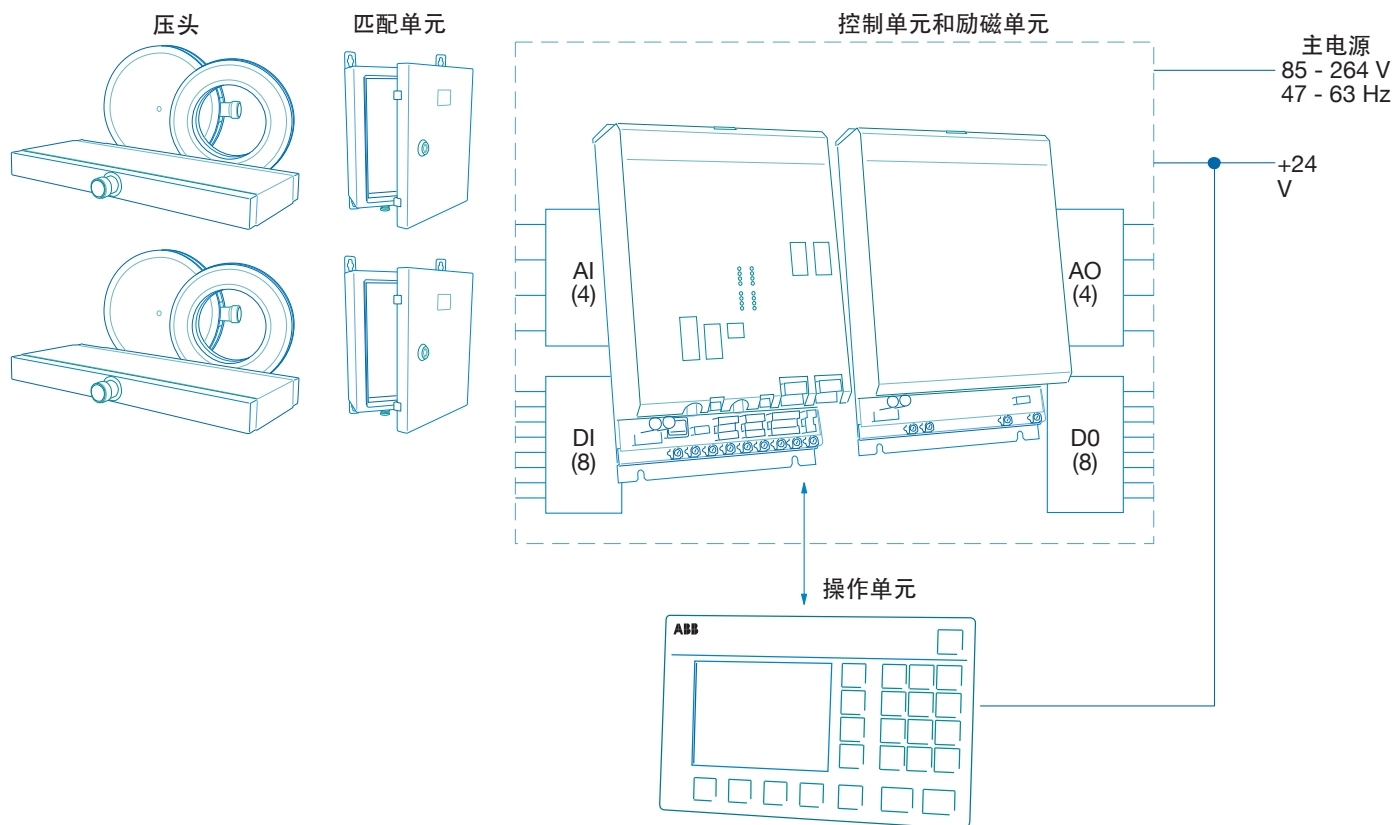 压头
匹配单元
控制单元和励磁单元
主电源
85 - 264 V
47 - 63 Hz
+24
V
AI
(4)
AO
(4)
DI
(8)
D0
(8)
操作单元
ABB